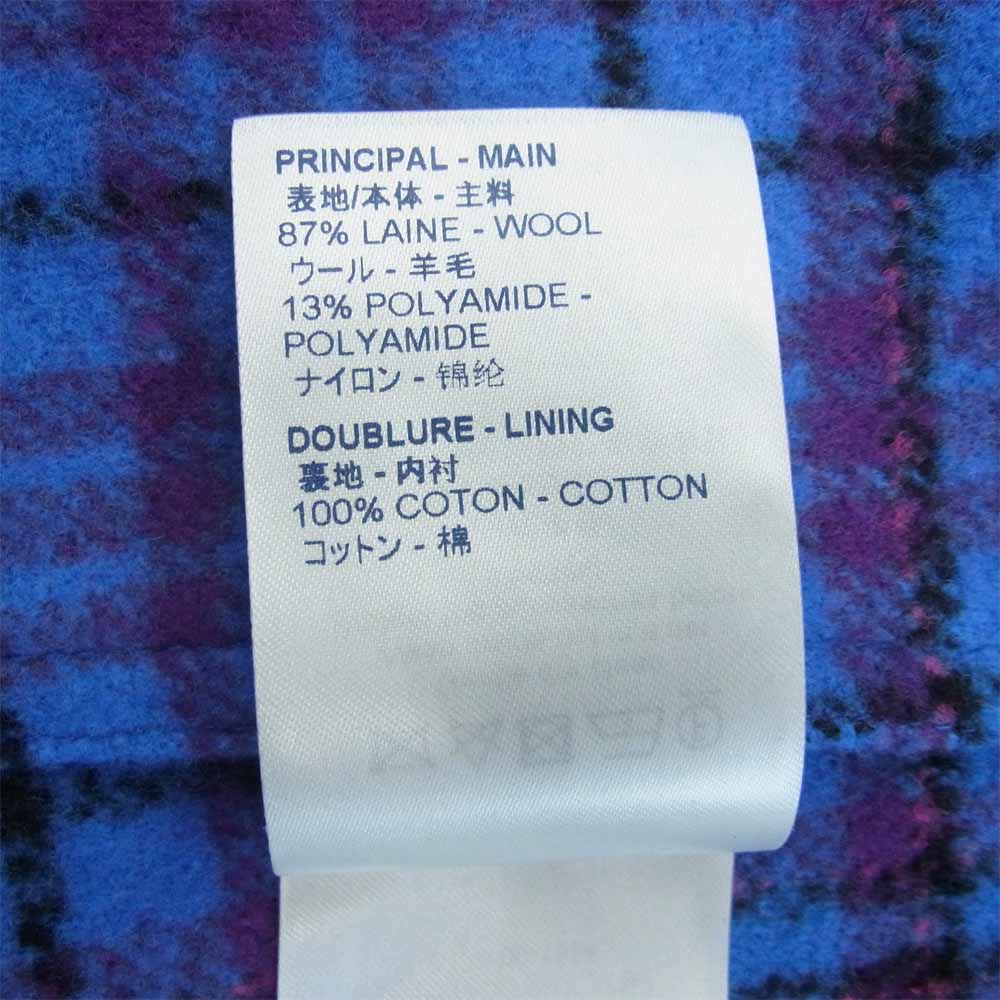 PRINCIPAL - MAIN
表地/本体 - 主料
87% LAINE - WOOL
ウール - 羊毛
13% POLYAMIDE -
POLYAMIDE
ナイロン - 锦纶
DOUBLURE - LINING
裏地 - 内衬
100% COTON - COTTON
コットン - 棉